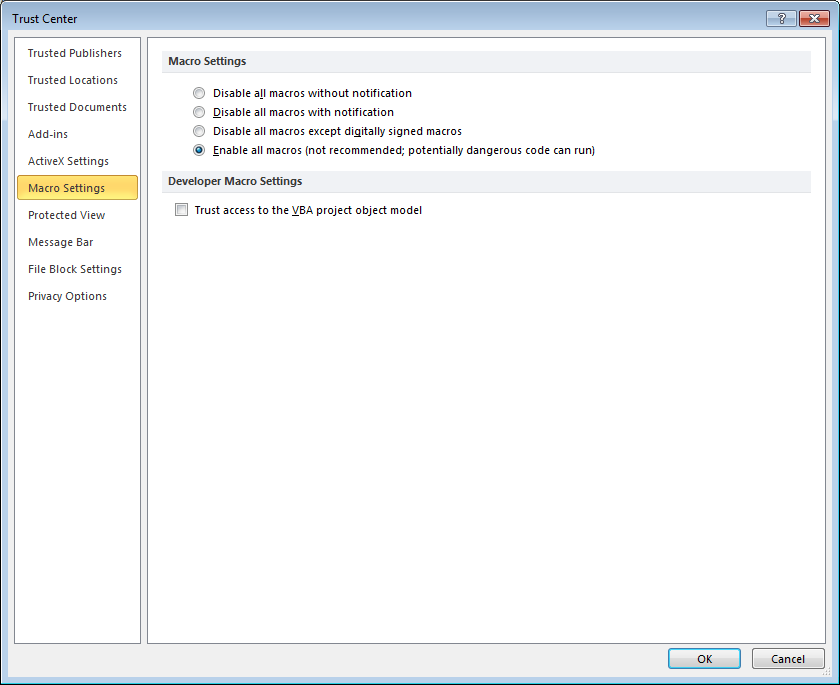 Trust Center
Trusted Publishers
Trusted Locations
Trusted Documents
Add-ins
ActiveX Settings
Macro Settings
Protected View
Message Bar
File Block Settings
Privacy Options
Macro Settings
Disable all macros without notification
Disable all macros with notification
Disable all macros except digitally signed macros
Enable all macros (not recommended; potentially dangerous code can run)
Developer Macro Settings
Trust access to the VBA project object model
OK
Cancel